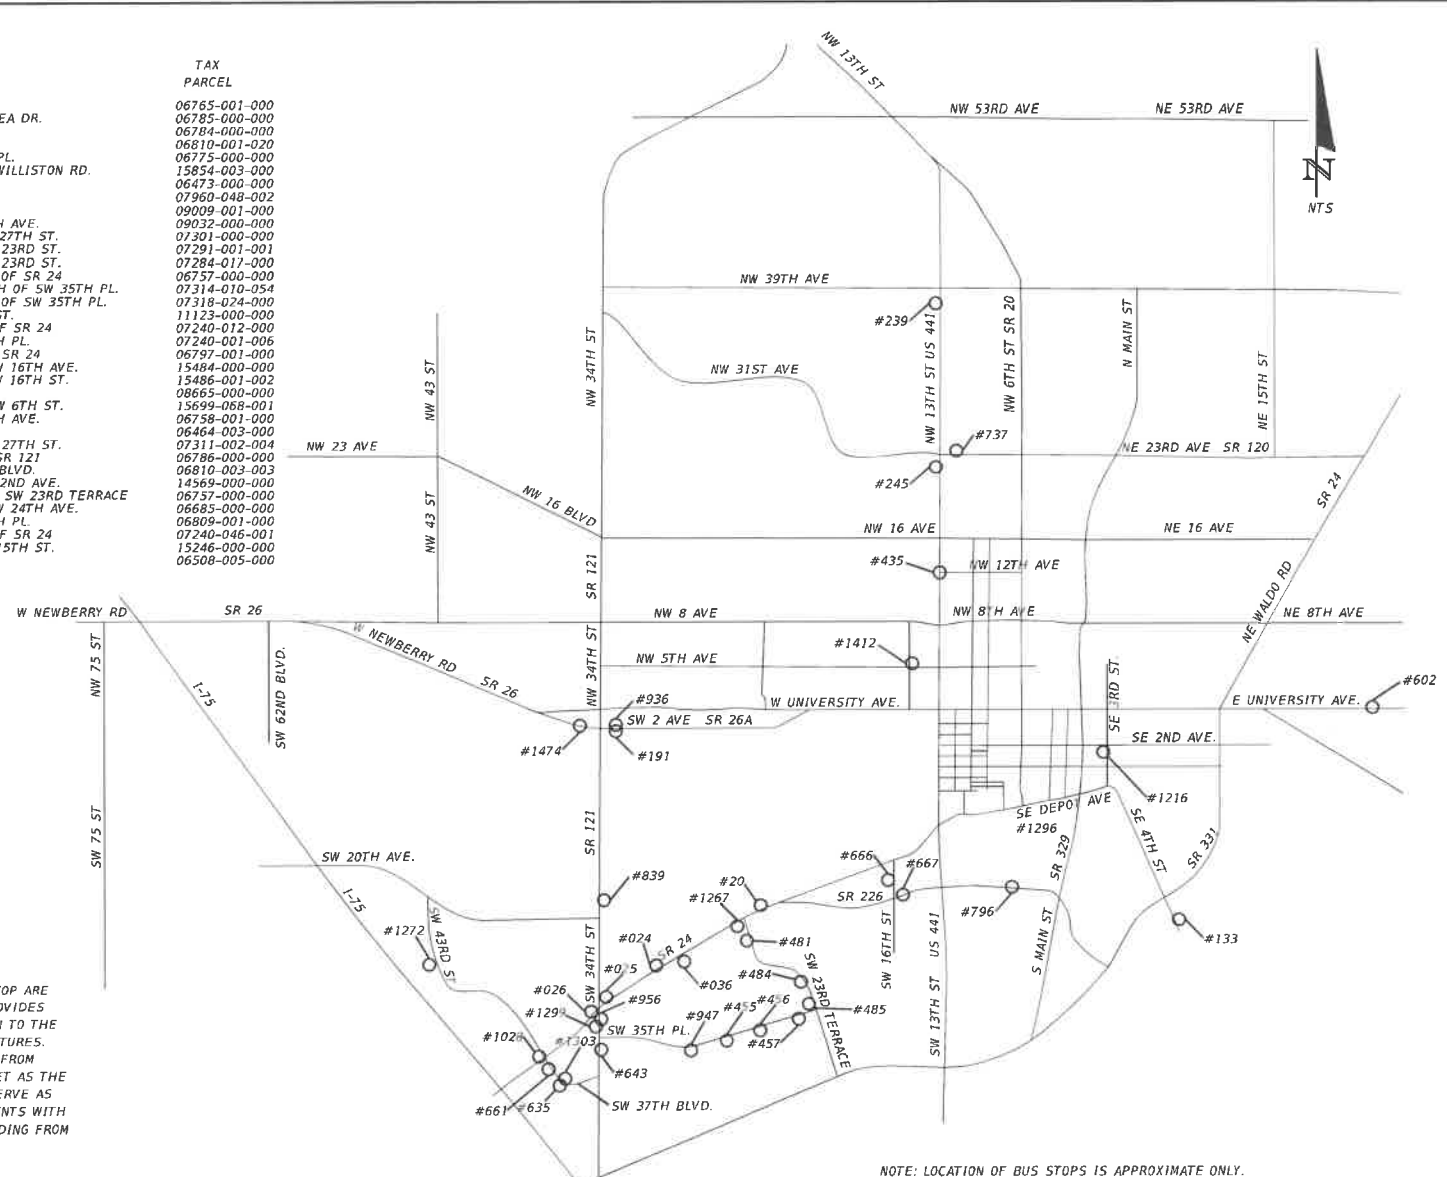 TAX
PARCEL
06765-001-000
EA DR. 06785-000-000
06784-000-000
06810-001-020
PL. 06775-000-000
WILLISTON RD. 15854-003-000
06473-000-000
07960-048-002
09009-001-000
H AVE. 09032-000-000
27TH ST. 07301-000-000
23RD ST. 07291-001-001
23RD ST. 07284-017-000
OF SR 24 06757-000-000
H OF SW 35TH PL. 07314-010-054
OF SW 35TH PL. 07318-024-000
ST. 11123-000-000
F SR 24 07240-012-000
H PL. 07240-001-006
SR 24 06797-001-000
16TH AVE. 15484-000-000
16TH ST. 15486-001-002
08665-000-000
W 6TH ST. 15699-068-001
H AVE. 06758-001-000
06464-003-000
27TH ST. 07311-002-004
SR 121 06786-000-000
BLVD. 06810-003-003
2ND AVE. 14569-000-000
SW 23RD TERRACE 06757-000-000
24TH AVE. 06685-000-000
H PL. 06809-001-000
F SR 24 07240-046-001
15TH ST. 15246-000-000
06508-005-000
NW 13TH ST
NW 53RD AVE
NE 53RD AVE
N
NTS
NW 39TH AVE
#239
NW 13TH ST US 441
NW 6TH ST SR 20
N MAIN ST
NE 15TH ST
NW 34TH ST
NW 43 ST
NW 31ST AVE
#737
NE 23RD AVE SR 120
#245
NW 23 AVE
NW 16 BLVD
NW 43 ST
NW 16 AVE
NE 16 AVE
SR 24
#435
NW 12TH AVE
SR 121
NE WALDO RD
W NEWBERRY RD
SR 26
NW 8 AVE
NW 8TH AVE
NE 8TH AVE
NW 75 ST
I-75
SW 62ND BLVD.
W NEWBERRY RD
SR 26
NW 34TH ST
NW 5TH AVE
#1412
SE 3RD ST.
#602
#936
W UNIVERSITY AVE.
E UNIVERSITY AVE.
SW 2 AVE SR 26A
#1474
#191
SE 2ND AVE.
#1216
SW 75 ST
SR 121
SE DEPOT AVE
#1296
SE 4TH ST
SR 329
SR 331
SW 20TH AVE.
I-75
#839
#20
#1267
#666
#667
SR 226
#796
#133
#1272
SW 43RD ST
SW 34TH ST
#024
SR 24
#481
SW 16TH ST
US 441
S MAIN ST
#025
#036
#484
SW 23RD TERRACE
#026
#956
#1299
SW 35TH PL.
#947
#455
#456
#485
#457
SW 13TH ST
#1028
#1303
#643
#661
#635
SW 37TH BLVD.
OP ARE
OVIDES
N TO THE
TURES.
FROM
ET AS THE
ERVE AS
NTS WITH
DING FROM
NOTE: LOCATION OF BUS STOPS IS APPROXIMATE ONLY.